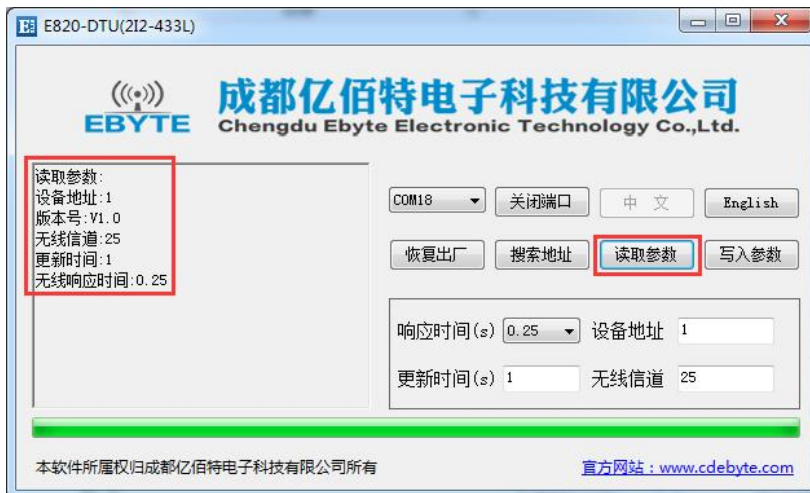 E820-DTU(2I2-433L)
EBYTE
成都亿佰特电子科技有限公司
Chengdu Ebyte Electronic Technology Co.,Ltd.
读取参数:
设备地址:1
版本号:V1.0
无线信道:25
更新时间:1
无线响应时间:0.25
COM18 关闭端口 中 文 English
恢复出厂 搜索地址 读取参数 写入参数
响应时间(s) 0.25 设备地址 1
更新时间(s) 1 无线信道 25
本软件所属权归成都亿佰特电子科技有限公司所有 官方网站：www.cdebyte.com